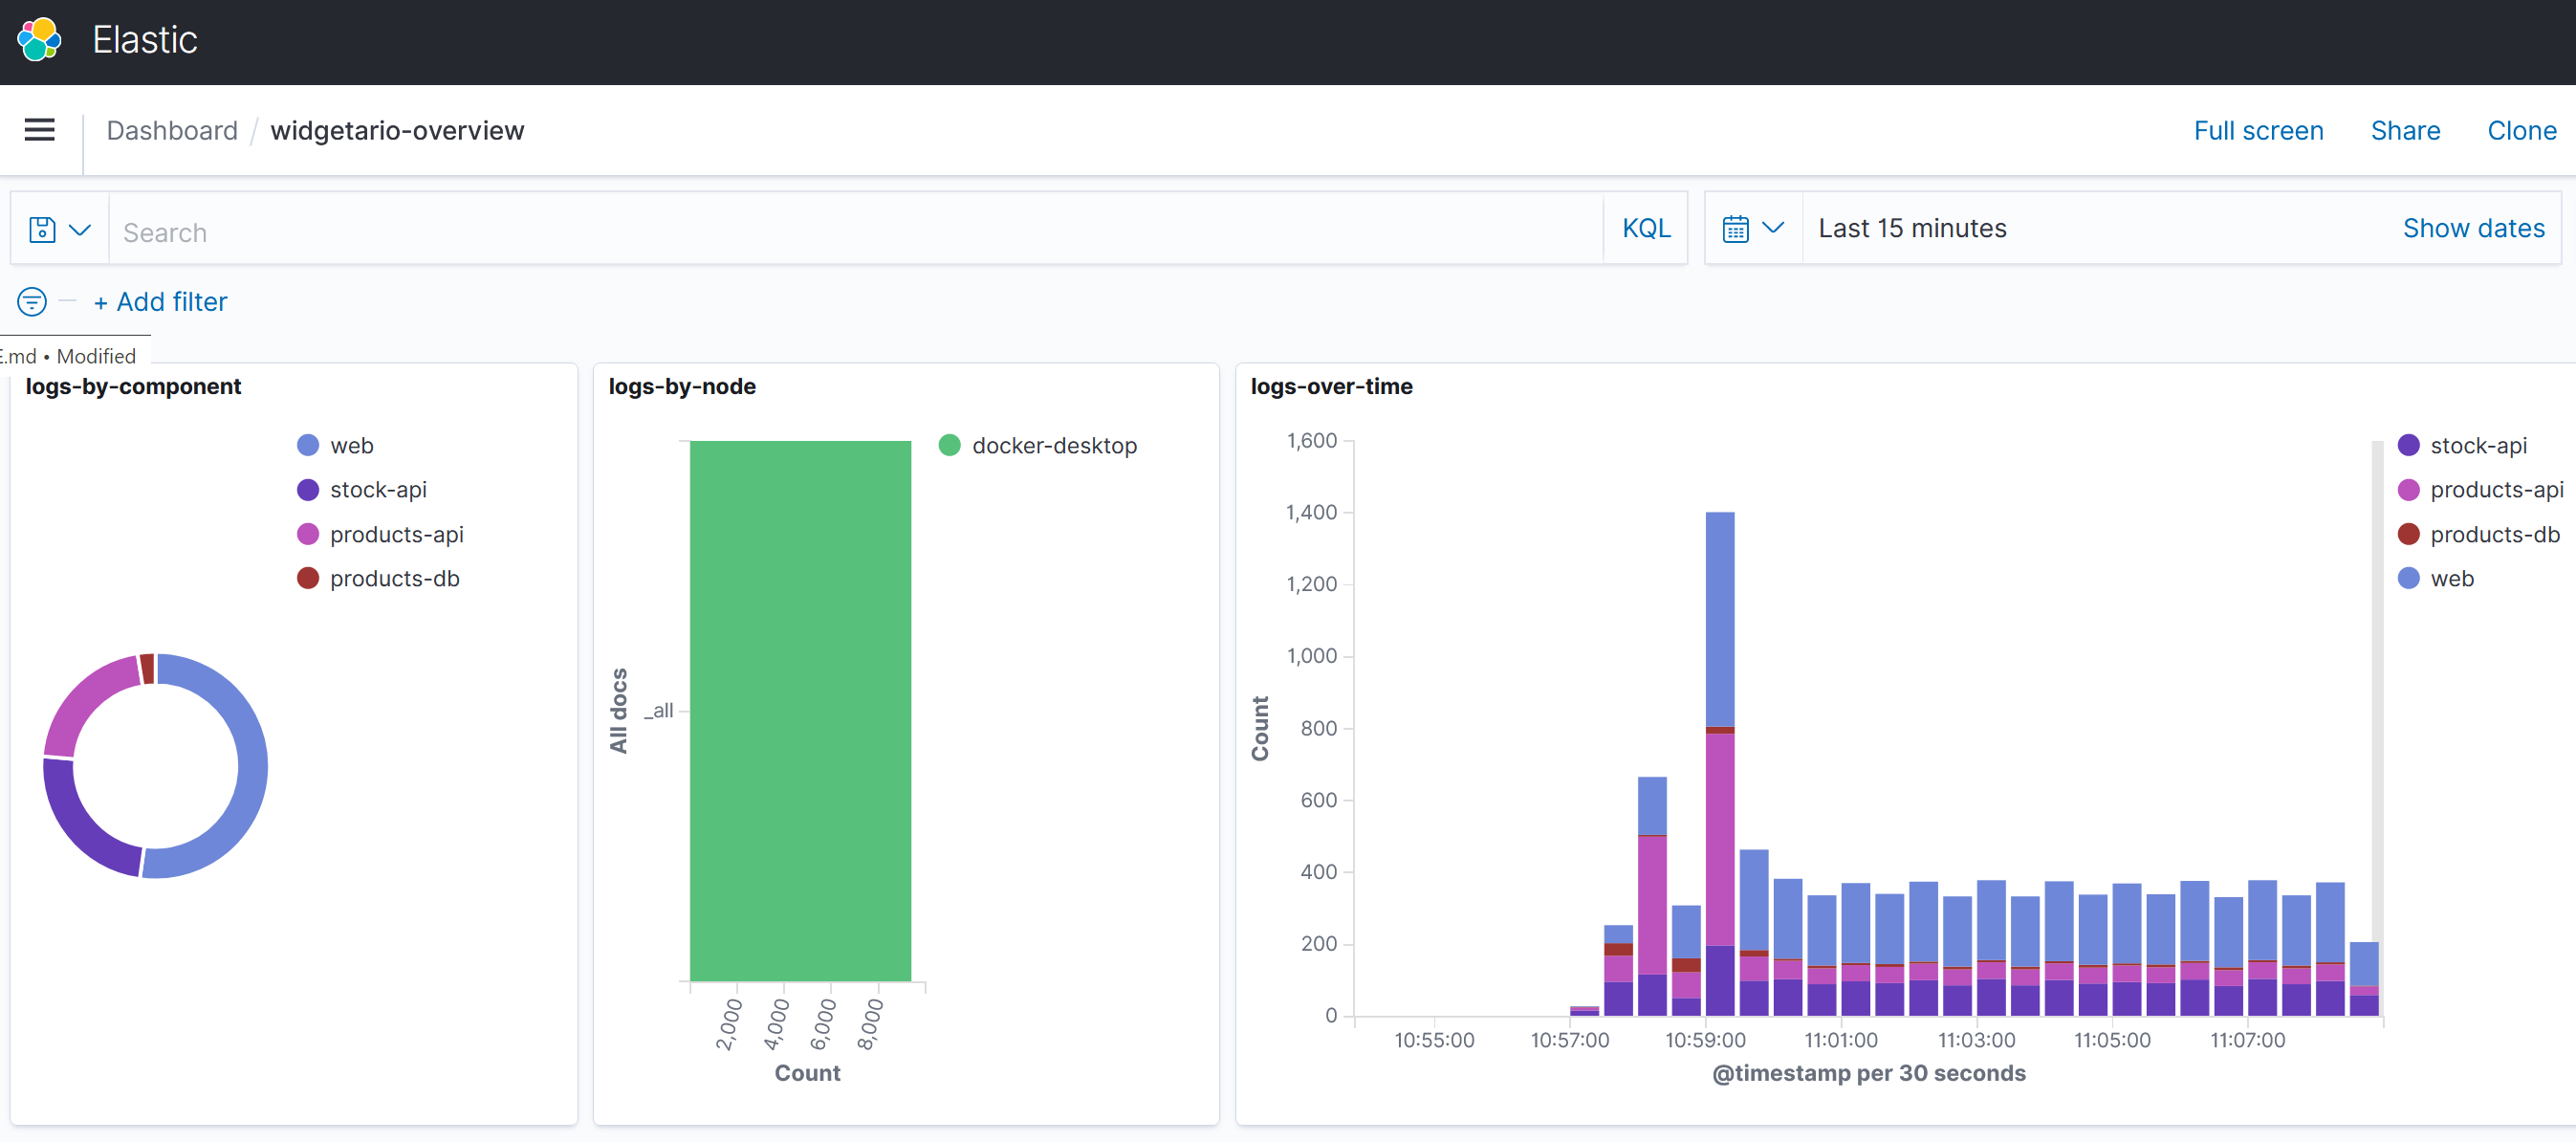 Elastic
Dashboard / widgetario-overview
Full screen Share Clone
Search
KQL
Last 15 minutes
Show dates
+ Add filter
.md • Modified
logs-by-component
web
stock-api
products-api
products-db
logs-by-node
docker-desktop
All docs
_all
2,000 4,000 6,000 8,000
Count
logs-over-time
1,600
1,400
1,200
1,000
800
600
400
200
0
Count
10:55:00 10:57:00 10:59:00 11:01:00 11:03:00 11:05:00 11:07:00
@timestamp per 30 seconds
stock-api
products-api
products-db
web